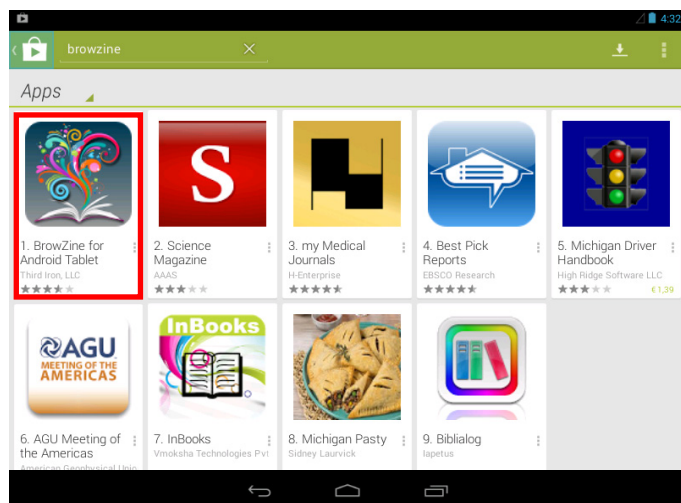 4:32
browzine
Apps
1. BrowZine for
Android Tablet
Third Iron, LLC
2. Science
Magazine
AAAS
3. my Medical
Journals
H-Enterprise
4. Best Pick
Reports
EBSCO Research
5. Michigan Driver
Handbook
High Ridge Software LLC
€1,39
S
AGU
MEETING OF THE
AMERICAS
InBooks
6. AGU Meeting of
the Americas
American Geophysical Unio
7. InBooks
Vmoksha Technologies Pvt
8. Michigan Pasty
Sidney Laurvick
9. Biblialog
Iapetus